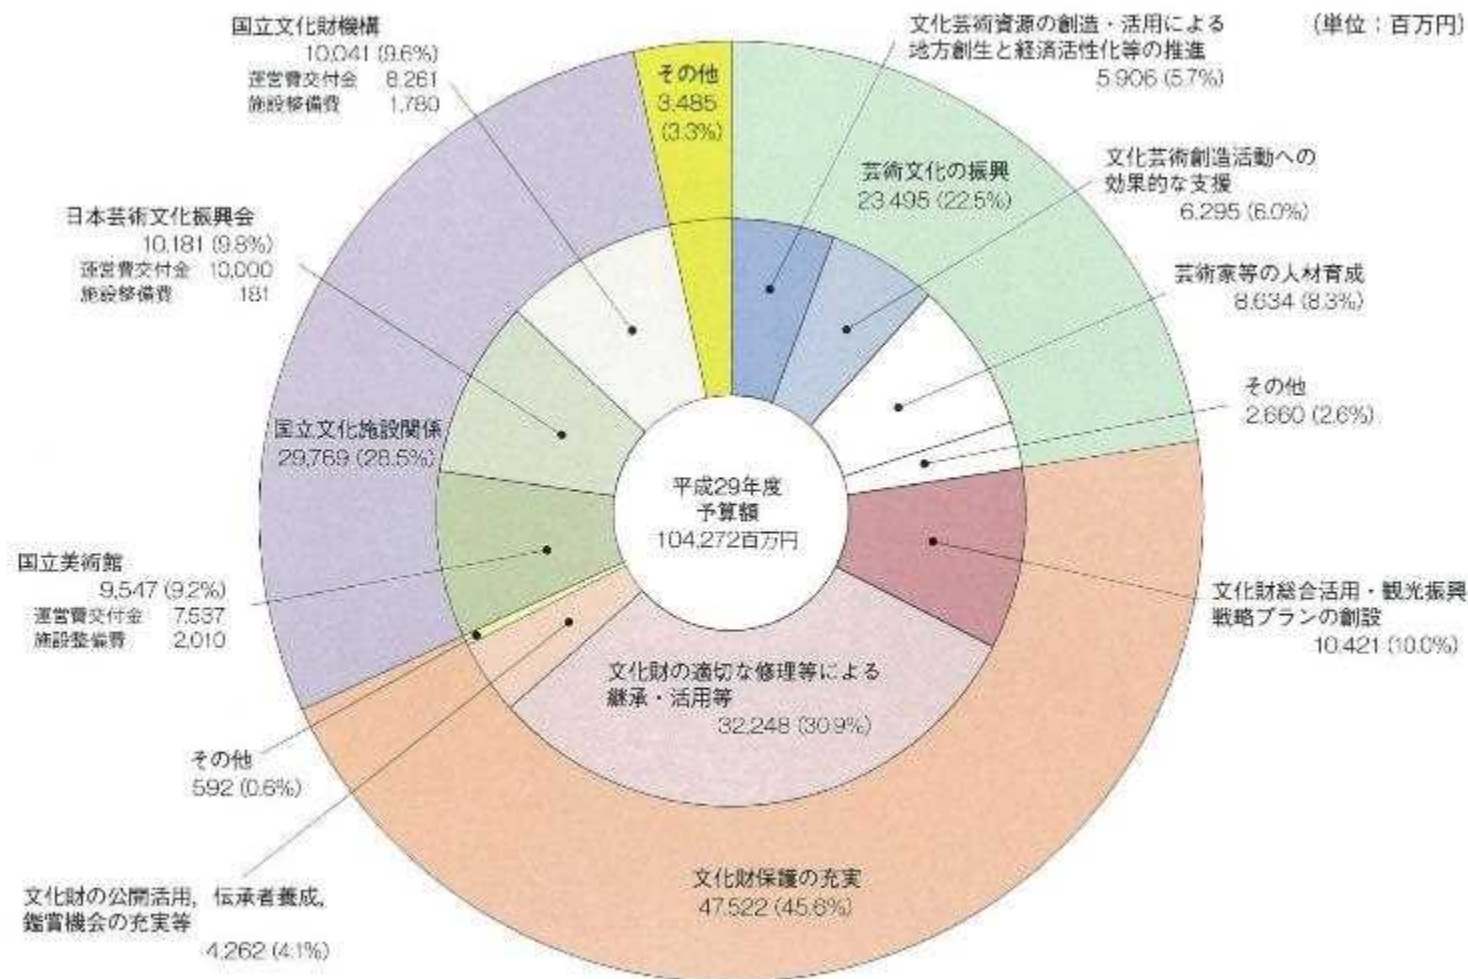 (単位：百万円)
文化芸術資源の創造・活用による
地方創生と経済活性化等の推進
5.906 (5.7%)
芸術文化の振興
23.495 (22.5%)
文化芸術創造活動への
効果的な支援
6.295 (6.0%)
芸術家等の人材育成
8.634 (8.3%)
その他
2.660 (2.6%)
文化財総合活用・観光振興
戦略プランの創設
10.421 (10.0%)
文化財の適切な修理等による
継承・活用等
32.248 (30.9%)
文化財保護の充実
47.522 (45.6%)
文化財の公開活用，伝承者養成，
鑑賞機会の充実等
4.262 (4.1%)
その他
592 (0.6%)
国立美術館
9,547 (9.2%)
運営費交付金 7,537
施設整備費 2,010
国立文化施設関係
29,769 (28.5%)
日本芸術文化振興会
10,181 (9.8%)
運営費交付金 10,000
施設整備費 181
国立文化財機構
10,041 (9.6%)
運営費交付金 8,261
施設整備費 1,780
その他
3.485
(3.3%)
平成29年度
予算額
104,272百万円